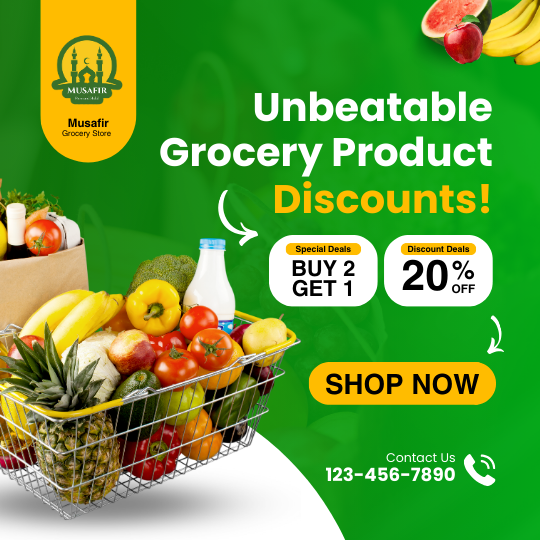 MUSAFIR
Musafir
Grocery Store
Unbeatable
Grocery Product
Discounts!
Special Deals
BUY 2
GET 1
Discount Deals
20%
OFF
SHOP NOW
Contact Us
123-456-7890